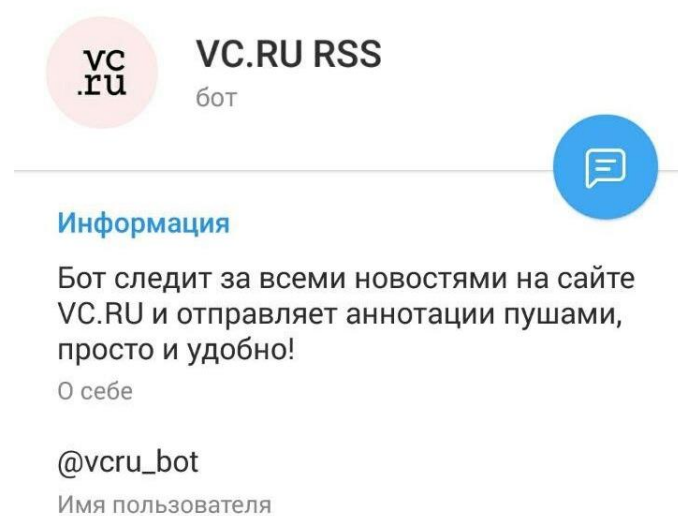 vc
.ru
VC.RU RSS
бот
Информация
Бот следит за всеми новостями на сайте
VC.RU и отправляет аннотации пушами,
просто и удобно!
О себе
@vcru_bot
Имя пользователя